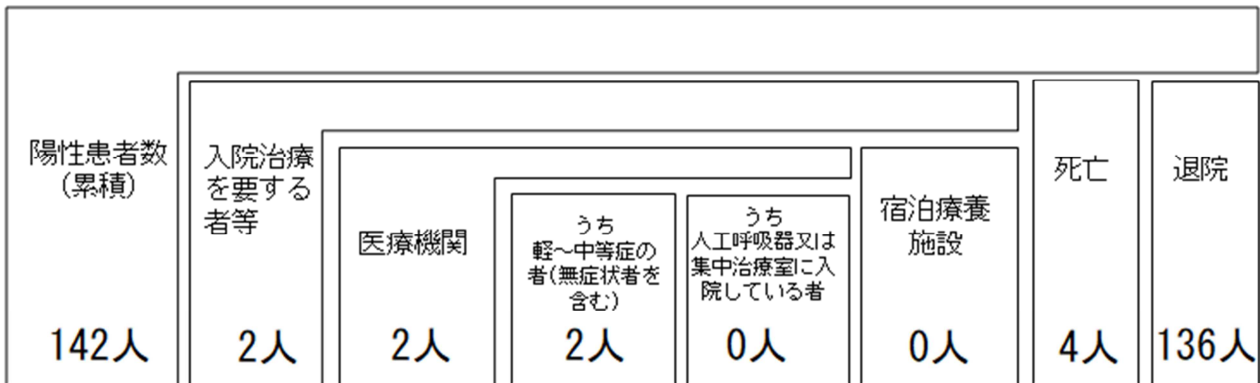 陽性患者数
(累積)
142人
入院治療
を要する
者等
2人
医療機関
2人
うち
軽～中等症の
者(無症状者を
含む)
2人
うち
人工呼吸器又は
集中治療室に入
院している者
0人
宿泊療養
施設
0人
死亡
4人
退院
136人